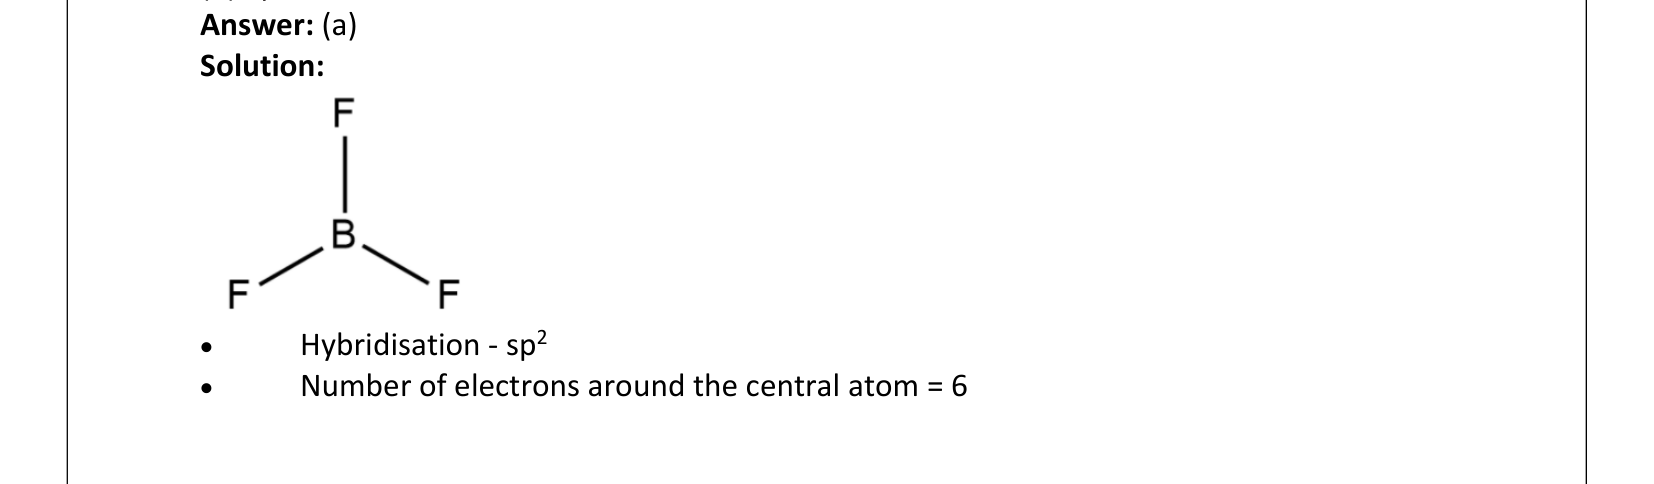 Answer: (a)
Solution:
F
B
F F
• Hybridisation - sp²
• Number of electrons around the central atom = 6